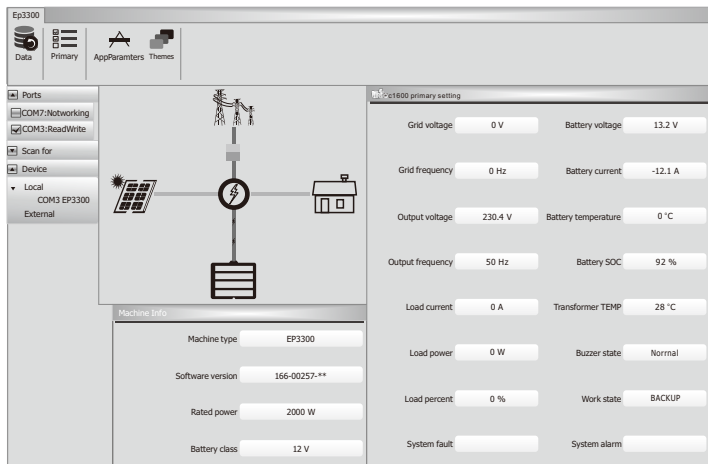 Ep3300
Data
Primary
AppParamters
Themes
Ports
COM7:Notworking
COM3:ReadWrite
Scan for
Device
Local
COM3 EP3300
External
Machine Info
Machine type EP3300
Software version 166-00257-**
Rated power 2000 W
Battery class 12 V
c1600 primary setting
Grid voltage 0 V Battery voltage 13.2 V
Grid frequency 0 Hz Battery current -12.1 A
Output voltage 230.4 V Battery temperature 0 °C
Output frequency 50 Hz Battery SOC 92 %
Load current 0 A Transformer TEMP 28 °C
Load power 0 W Buzzer state Norrnal
Load percent 0 % Work state BACKUP
System fault System alarm